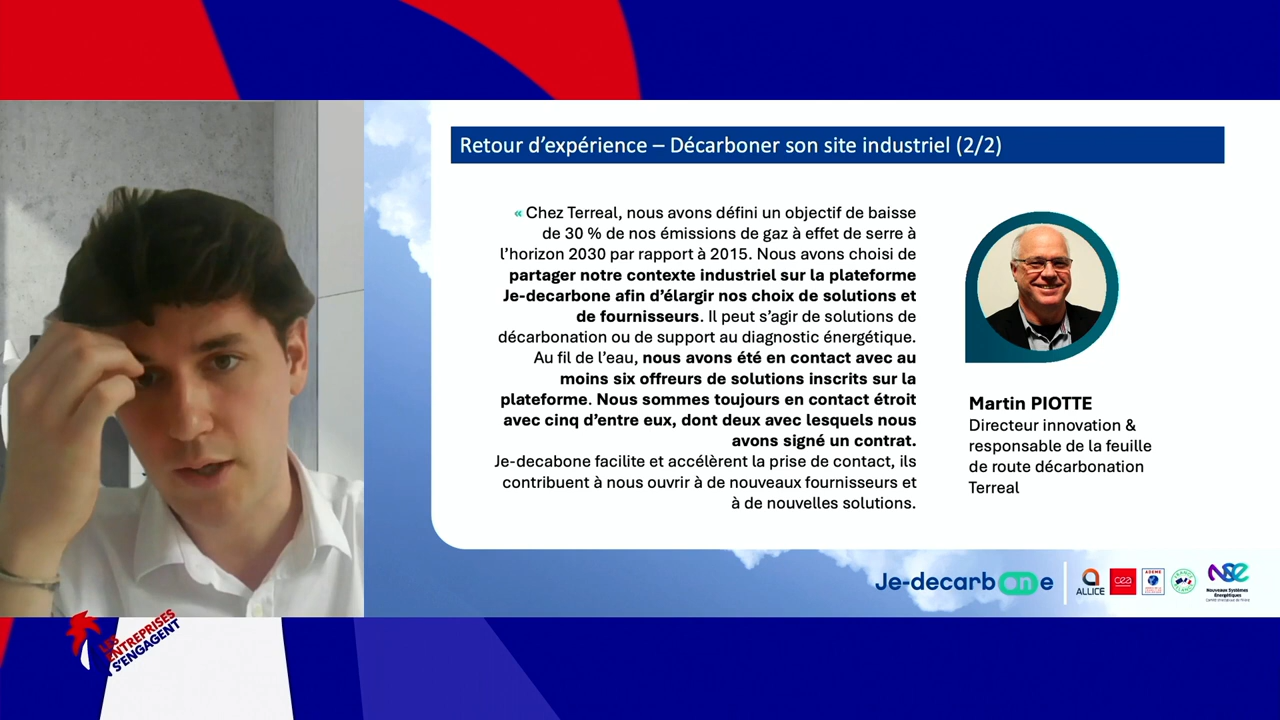 Retour d'expérience – Décarboner son site industriel (2/2)
« Chez Terreal, nous avons défini un objectif de baisse
de 30 % de nos émissions de gaz à effet de serre à
l'horizon 2030 par rapport à 2015. Nous avons choisi de
partager notre contexte industriel sur la plateforme
Je-decarbone afin d'élargir nos choix de solutions et
de fournisseurs. Il peut s'agir de solutions de
décarbonation ou de support au diagnostic énergétique.
Au fil de l'eau, nous avons été en contact avec au
moins six offreurs de solutions inscrits sur la
plateforme. Nous sommes toujours en contact étroit
avec cinq d'entre eux, dont deux avec lesquels nous
avons signé un contrat.
Je-decabone facilite et accélèrent la prise de contact, ils
contribuent à nous ouvrir à de nouveaux fournisseurs et
à de nouvelles solutions.
Martin PIOTTE
Directeur innovation &
responsable de la feuille
de route décarbonation
Terreal
Je-decarbone
ALLICE
cea
ADEME
NSE
Nouveaux Systèmes
Énergétiques
LES
ENTREPRISES
S'ENGAGENT